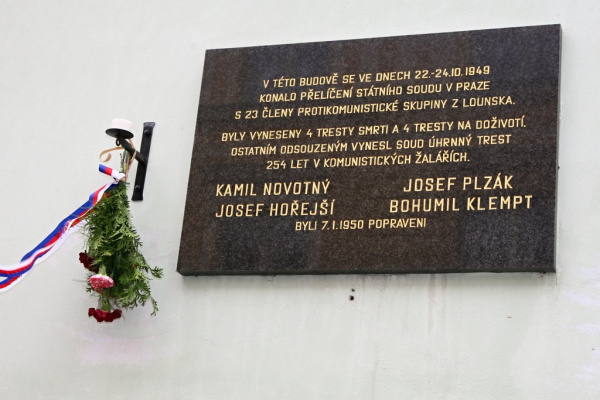 V TÉTO BUDOVĚ SE VE DNECH 22.-24.10.1949
KONALO PŘELÍČENÍ STÁTNÍHO SOUDU V PRAZE
S 23 ČLENY PROTIKOMUNISTICKÉ SKUPINY Z LOUNSKA.
BYLY VYNESENY 4 TRESTY SMRTI A 4 TRESTY NA DOŽIVOTÍ.
OSTATNÍM ODSOUZENÝM VYNESL SOUD ÚHRNNÝ TREST
254 LET V KOMUNISTICKÝCH ŽALÁŘÍCH.
KAMIL NOVOTNÝ JOSEF PLZÁK
JOSEF HOŘEJŠÍ BOHUMIL KLEMPT
BYLI 7.1.1950 POPRAVENI